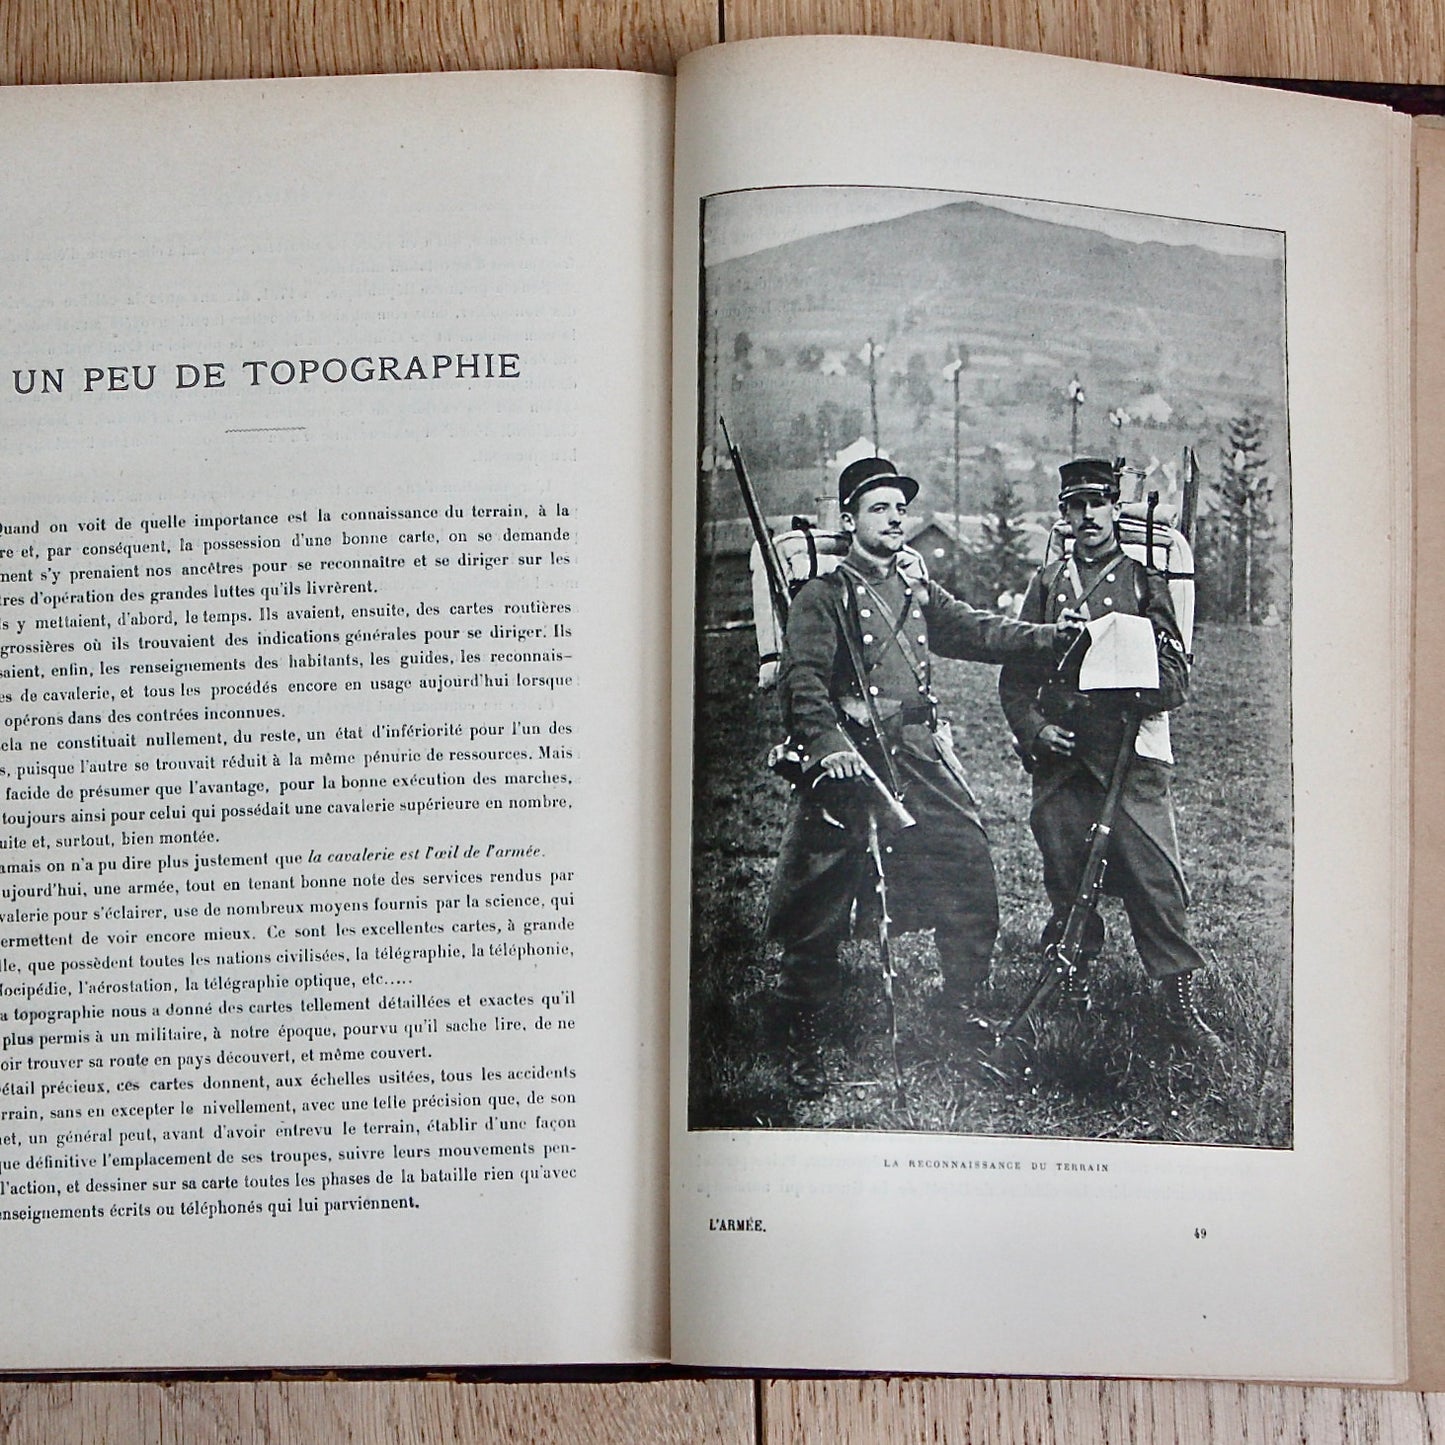 UN PEU DE TOPOGRAPHIE
Quand on voit de quelle importance est la connaissance du terrain, à la
re et, par conséquent, la possession d'une bonne carte, on se demande
ment s'y prenaient nos ancêtres pour se reconnaître et se diriger sur les
tres d'opération des grandes luttes qu'ils livrèrent.
ls y mettaient, d'abord, le temps. Ils avaient, ensuite, des cartes routières
grossières où ils trouvaient des indications générales pour se diriger. Ils
saient, enfin, les renseignements des habitants, les guides, les reconnais-
es de cavalerie, et tous les procédés encore en usage aujourd'hui lorsque
opérons dans des contrées inconnues.
ela ne constituait nullement, du reste, un état d'infériorité pour l'un des
s, puisque l'autre se trouvait réduit à la même pénurie de ressources. Mais
facide de présumer que l'avantage, pour la bonne exécution des marches,
toujours ainsi pour celui qui possédait une cavalerie supérieure en nombre,
uite et, surtout, bien montée.
amais on n'a pu dire plus justement que la cavalerie est l'œil de l'armée.
ujourd'hui, une armée, tout en tenant bonne note des services rendus par
valerie pour s'éclairer, use de nombreux moyens fournis par la science, qui
ermettent de voir encore mieux. Ce sont les excellentes cartes, à grande
lle, que possèdent toutes les nations civilisées, la télégraphie, la téléphonie,
locipédie, l'aérostation, la télégraphie optique, etc.....
a topographie nous a donné des cartes tellement détaillées et exactes qu'il
plus permis à un militaire, à notre époque, pourvu qu'il sache lire, de ne
oir trouver sa route en pays découvert, et même couvert.
étail précieux, ces cartes donnent, aux échelles usitées, tous les accidents
rrain, sans en excepter le nivellement, avec une telle précision que, de son
net, un général peut, avant d'avoir entrevu le terrain, établir d'une façon
que définitive l'emplacement de ses troupes, suivre leurs mouvements pen-
l'action, et dessiner sur sa carte toutes les phases de la bataille rien qu'avec
enseignements écrits ou téléphonés qui lui parviennent.
LA RECONNAISSANCE DU TERRAIN
L'ARMÉE.
49